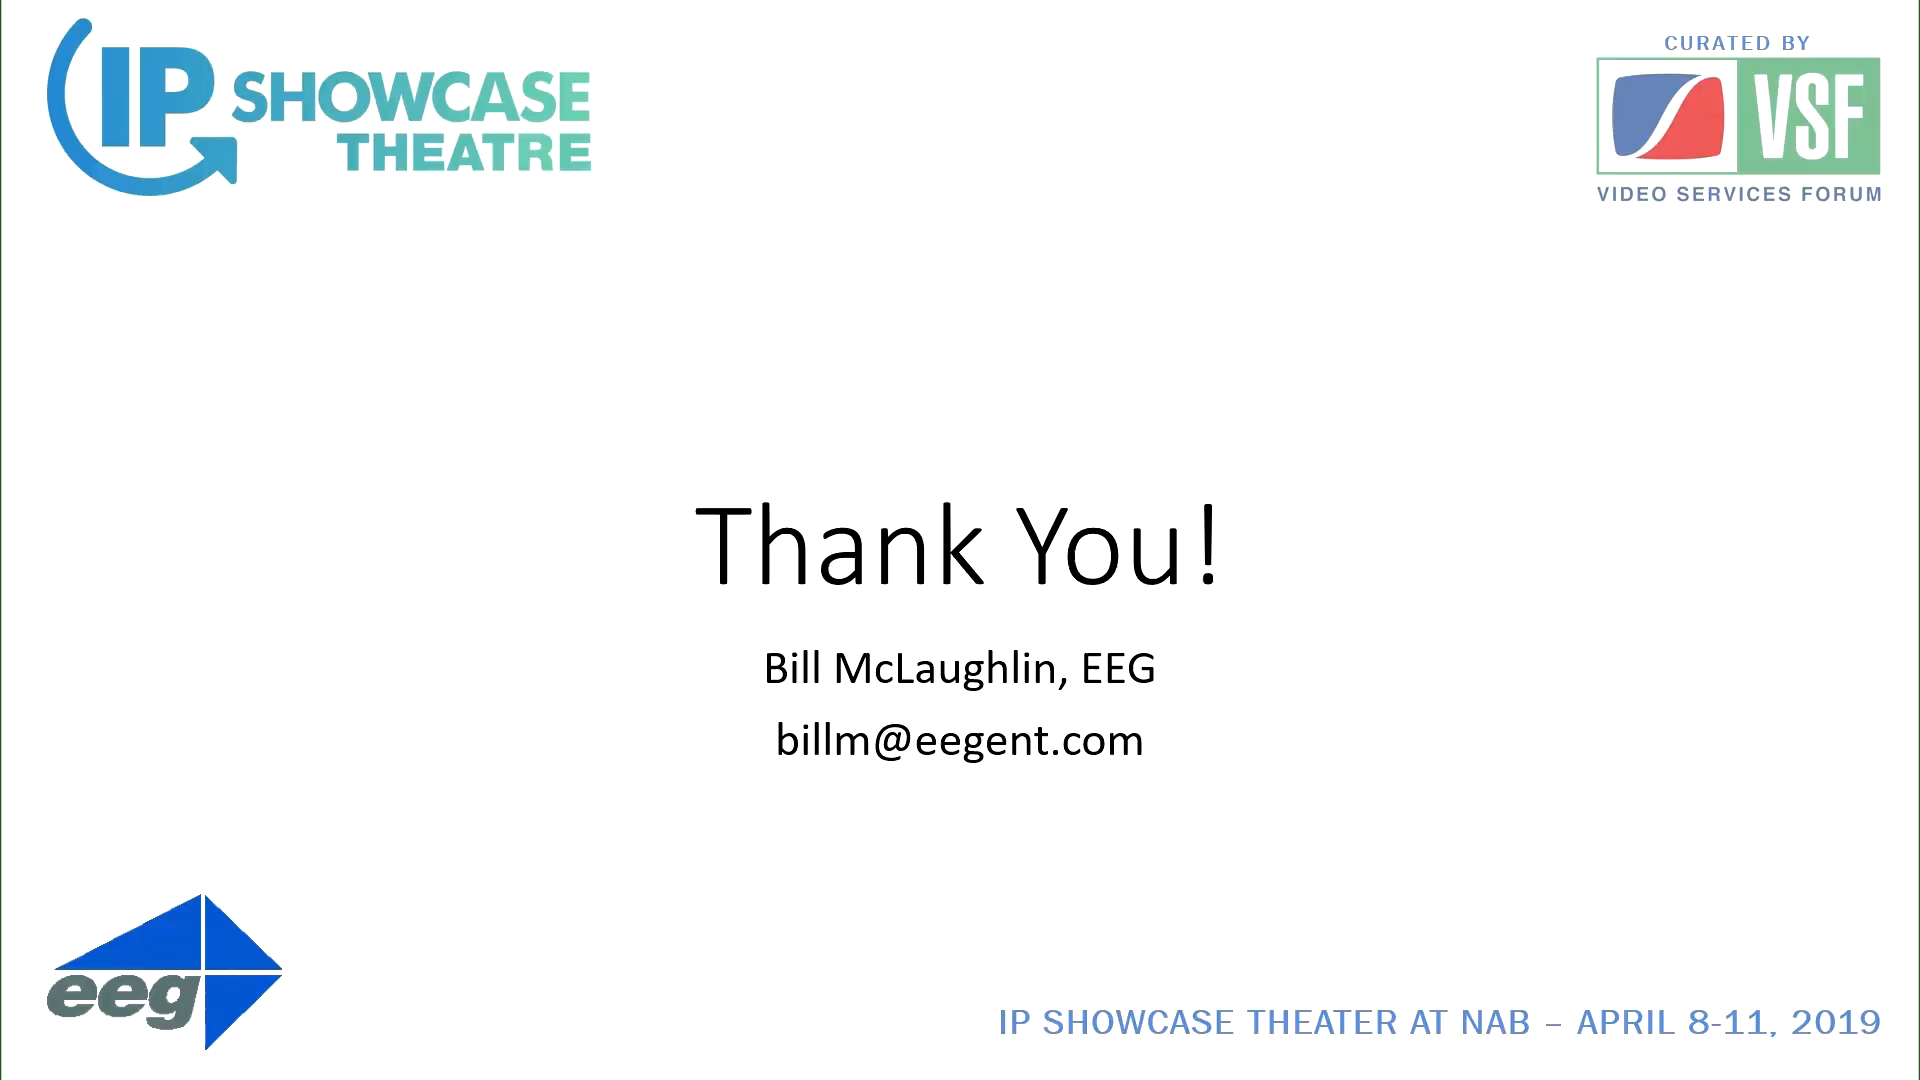 IP SHOWCASE
THEATRE
CURATED BY
VSF
VIDEO SERVICES FORUM
Thank You!
Bill McLaughlin, EEG
billm@eegent.com
eeg
IP SHOWCASE THEATER AT NAB – APRIL 8-11, 2019